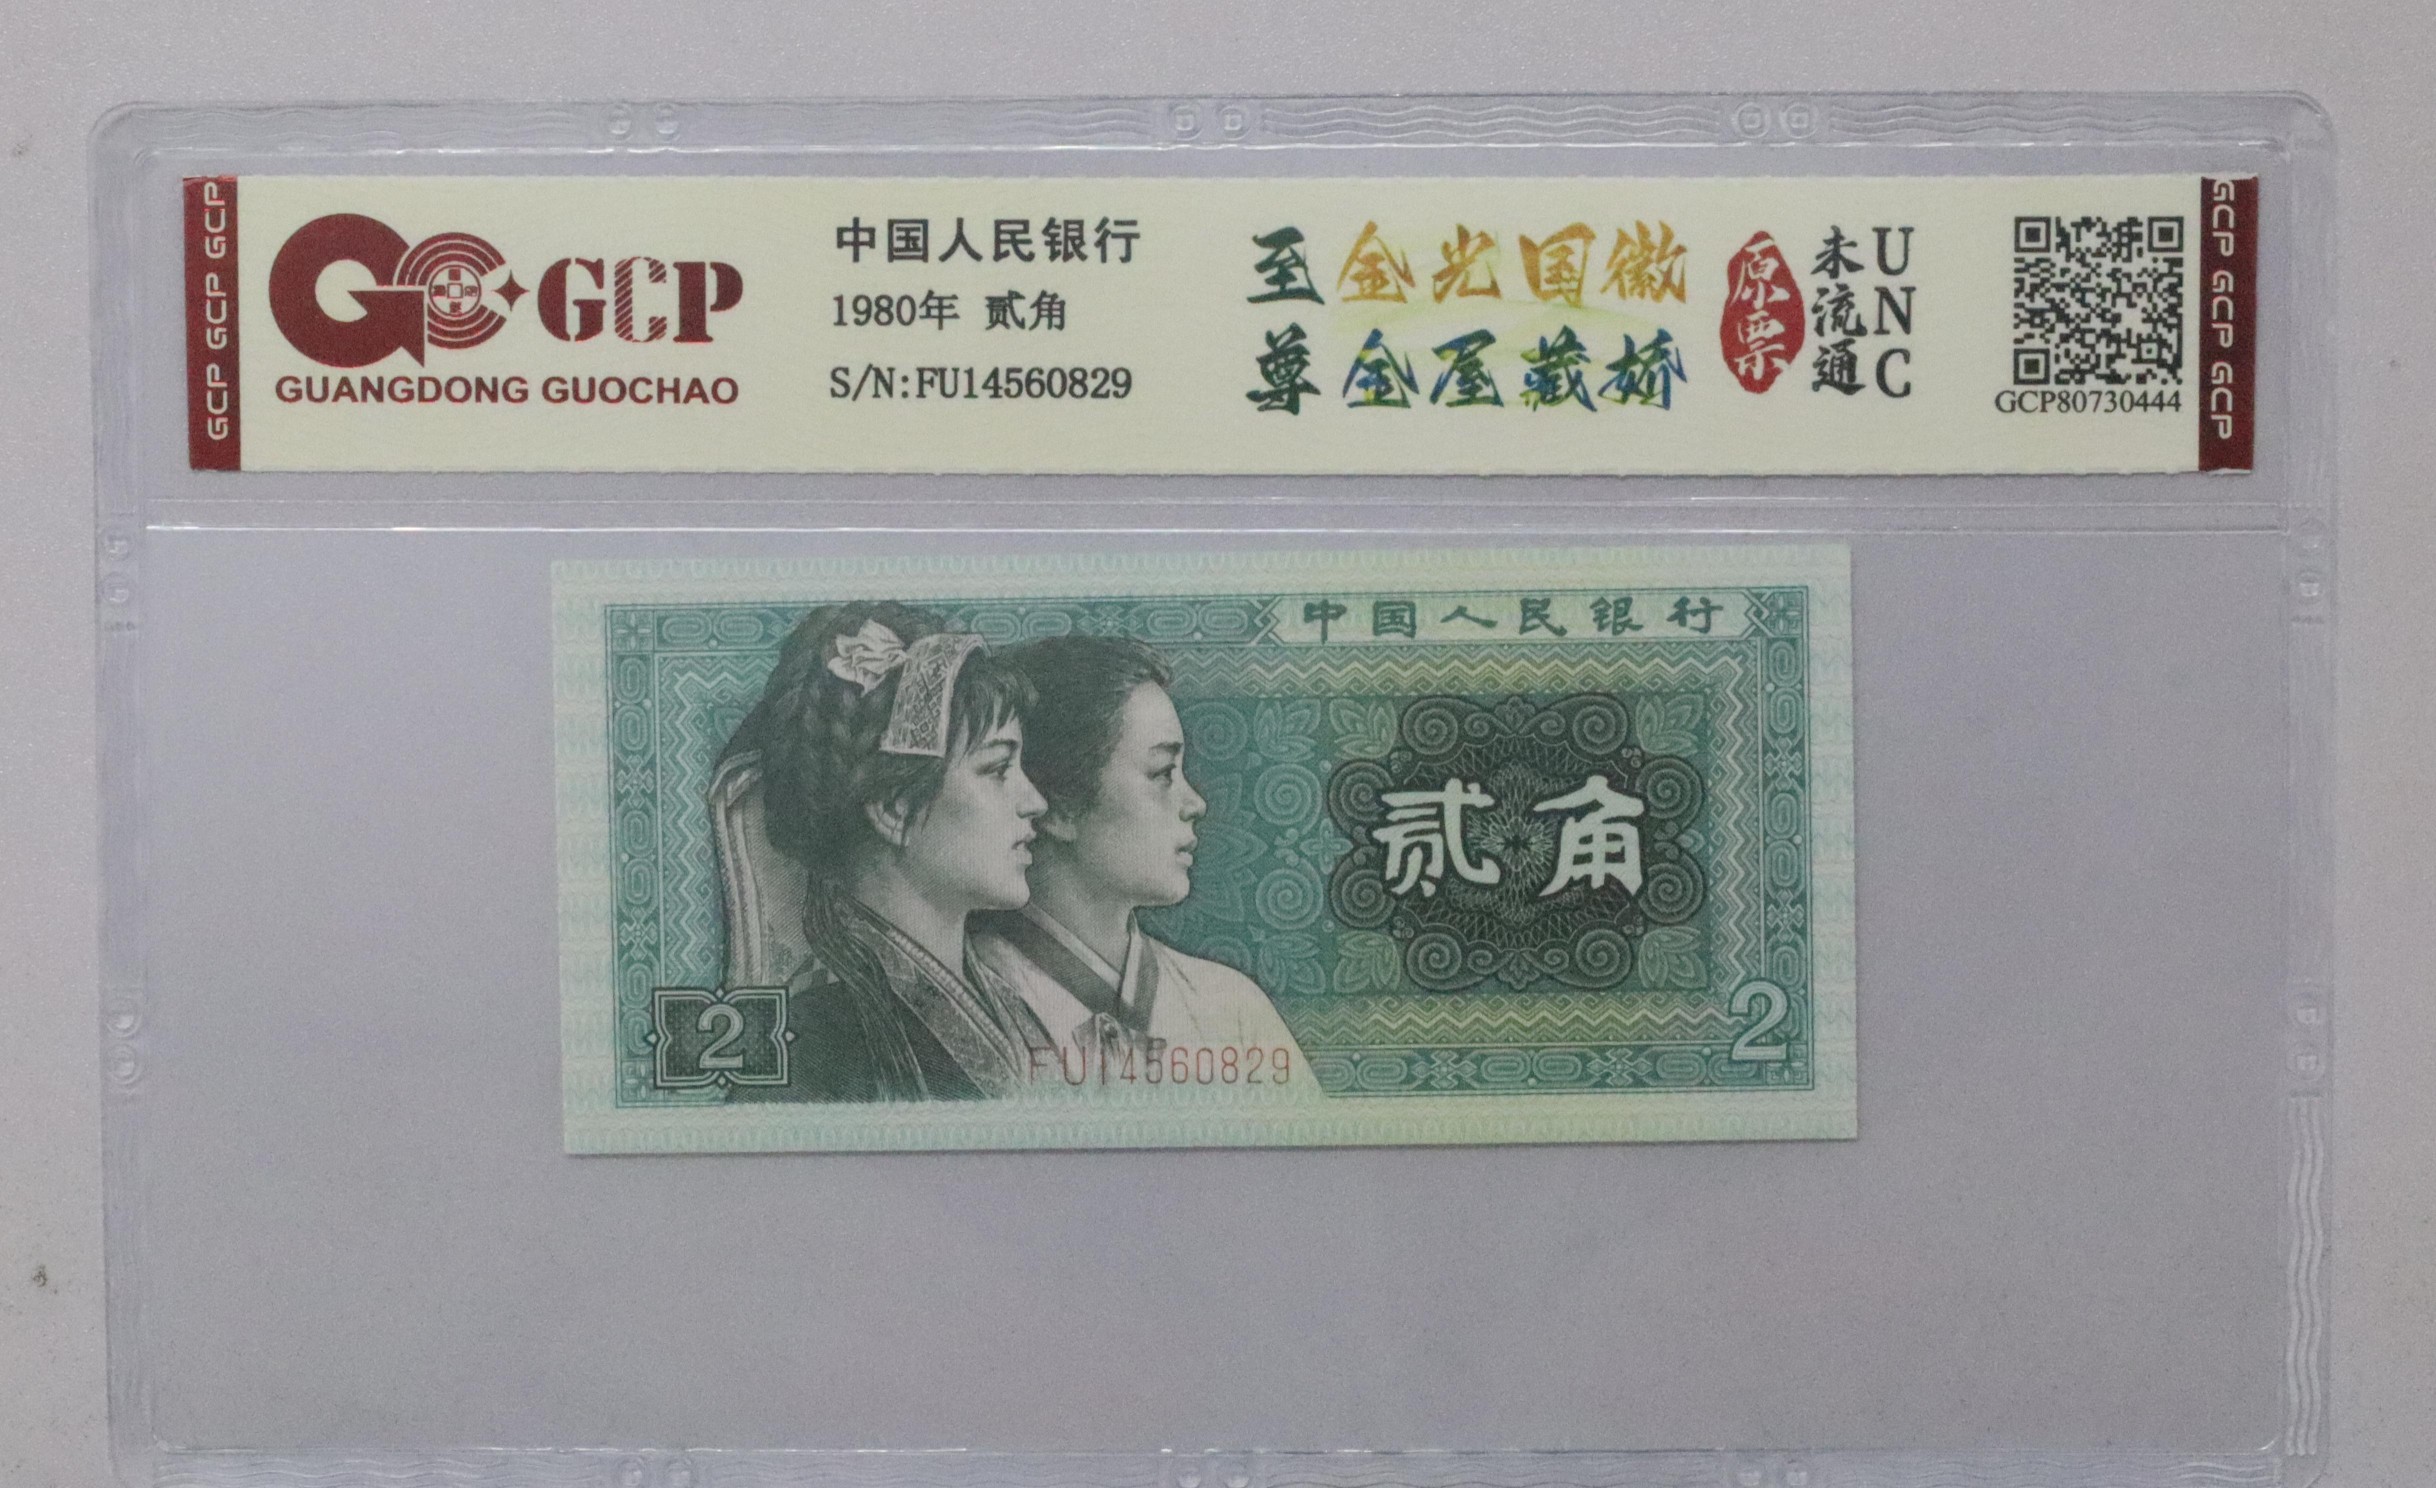 GCP GCP GCP
GCP
GUANGDONG GUOCHAO
中国人民银行
1980年 贰角
S/N:FU14560829
至尊
金光国徽
金屋藏娇
原票
未流通
UNC
GCP80730444
GCP GCP GCP
中国人民银行
贰角
2
2
FU14560829